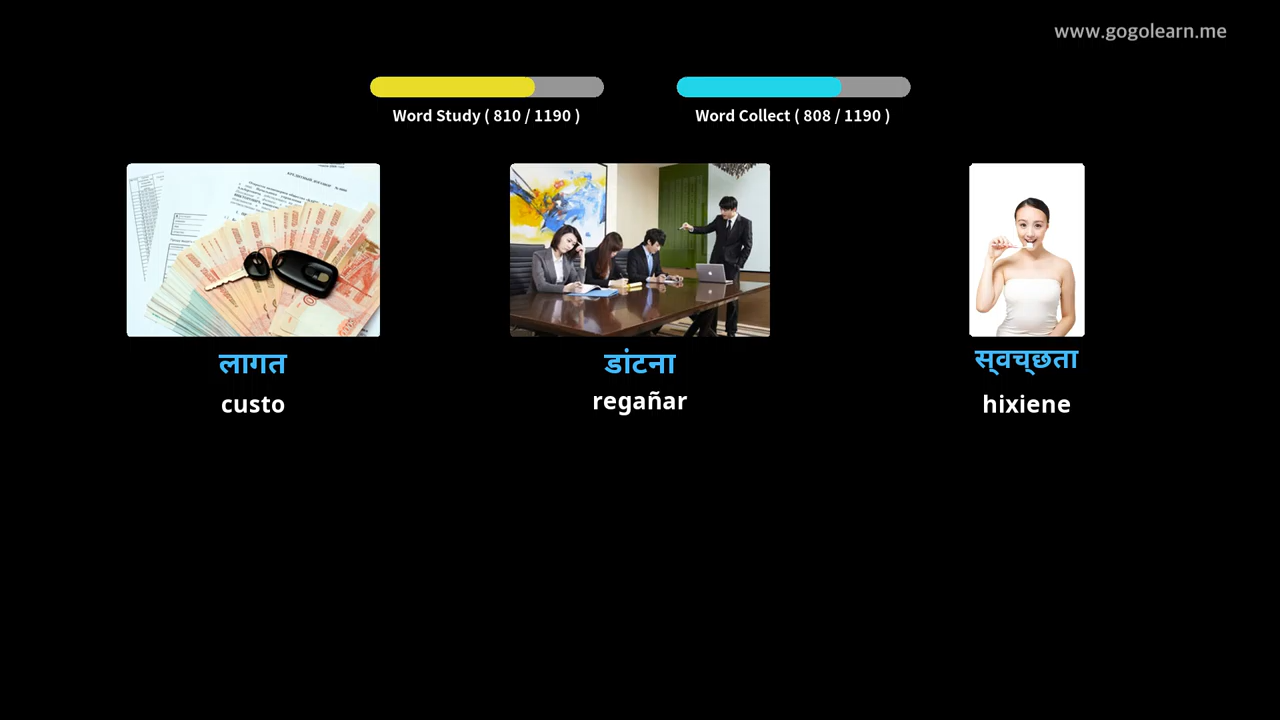 www.gogolearn.me
Word Study ( 810 / 1190 )
Word Collect ( 808 / 1190 )
लागत
डांटना
स्वच्छता
custo
regañar
hixiene